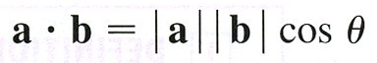 a · b = |a||b| cos θ